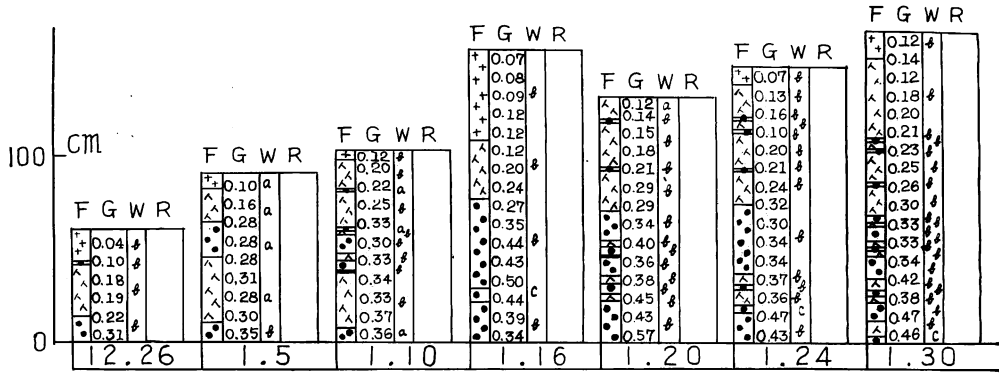 F G W R
0.12 b
0.14
0.12
0.18 b
0.20
0.21 b
0.23 b
0.25 b
0.26 b
0.30 b
0.33 b
0.34 b
0.42 b
0.38 b
0.47 b
0.46 c
1.30
F G W R
0.07
0.08
0.09 b
0.12
0.12
0.12
0.20 b
0.24
0.27
0.35
0.44 b
0.43
0.50
0.44 c
0.39
0.34 b
1.16
F G W R
0.07 b
0.13 b
0.16 b
0.10 b
0.20 b
0.21 b
0.24 b
0.32
0.30
0.34 b
0.34
0.37 b
0.36 b
0.47 c
0.43 b
1.24
F G W R
0.12 a
0.14 b
0.15 b
0.18
0.21 b
0.29 b
0.29
0.34 b
0.40 b
0.36 b
0.38 b
0.45 b
0.43 b
0.57
1.20
100 cm
F G W R
0.12 b
0.20 b
0.22 a
0.25 b
0.33 a b
0.30 b
0.33 b
0.34 b
0.33 b
0.37
0.36 a
1.10
F G W R
0.10 a
0.16 a
0.28
0.28 a
0.28
0.31
0.28 a
0.30
0.35 b
1.5
F G W R
0.04 b
0.10 b
0.18 b
0.19
0.22
0.31 b
12.26
0